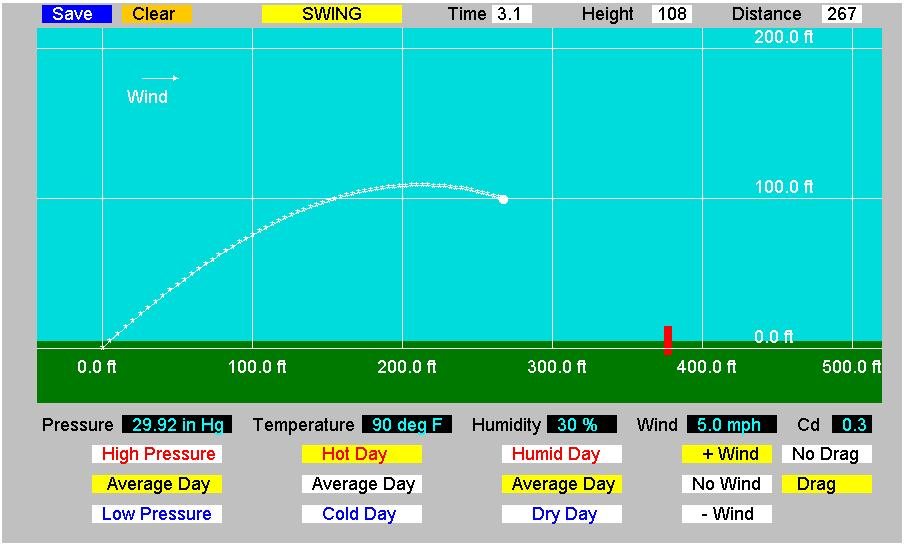 Save Clear SWING Time 3.1 Height 108 Distance 267
200.0 ft
Wind
100.0 ft
0.0 ft
0.0 ft 100.0 ft 200.0 ft 300.0 ft 400.0 ft 500.0 ft
Pressure 29.92 in Hg Temperature 90 deg F Humidity 30 % Wind 5.0 mph Cd 0.3
High Pressure Hot Day Humid Day + Wind No Drag
Average Day Average Day Average Day No Wind Drag
Low Pressure Cold Day Dry Day - Wind